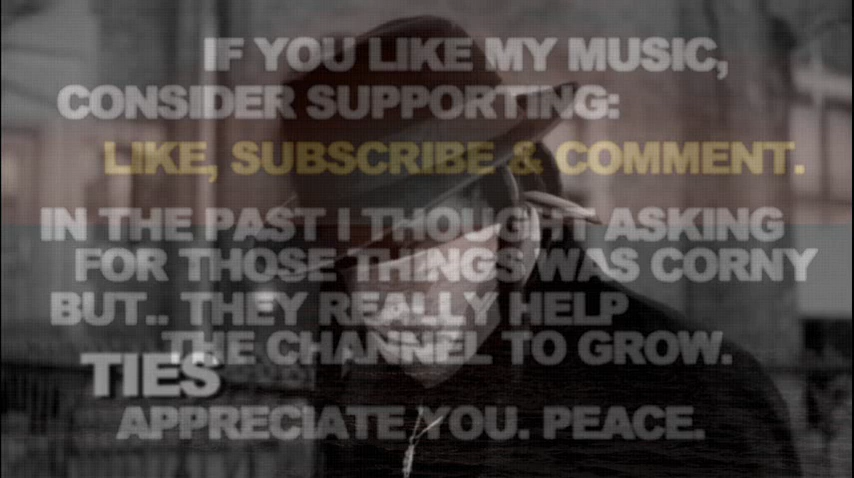 IF YOU LIKE MY MUSIC,
CONSIDER SUPPORTING:
LIKE, SUBSCRIBE & COMMENT.
IN THE PAST I THOUGHT ASKING
FOR THOSE THINGS WAS CORNY
BUT.. THEY REALLY HELP
THE CHANNEL TO GROW.
TIES
APPRECIATE YOU. PEACE.